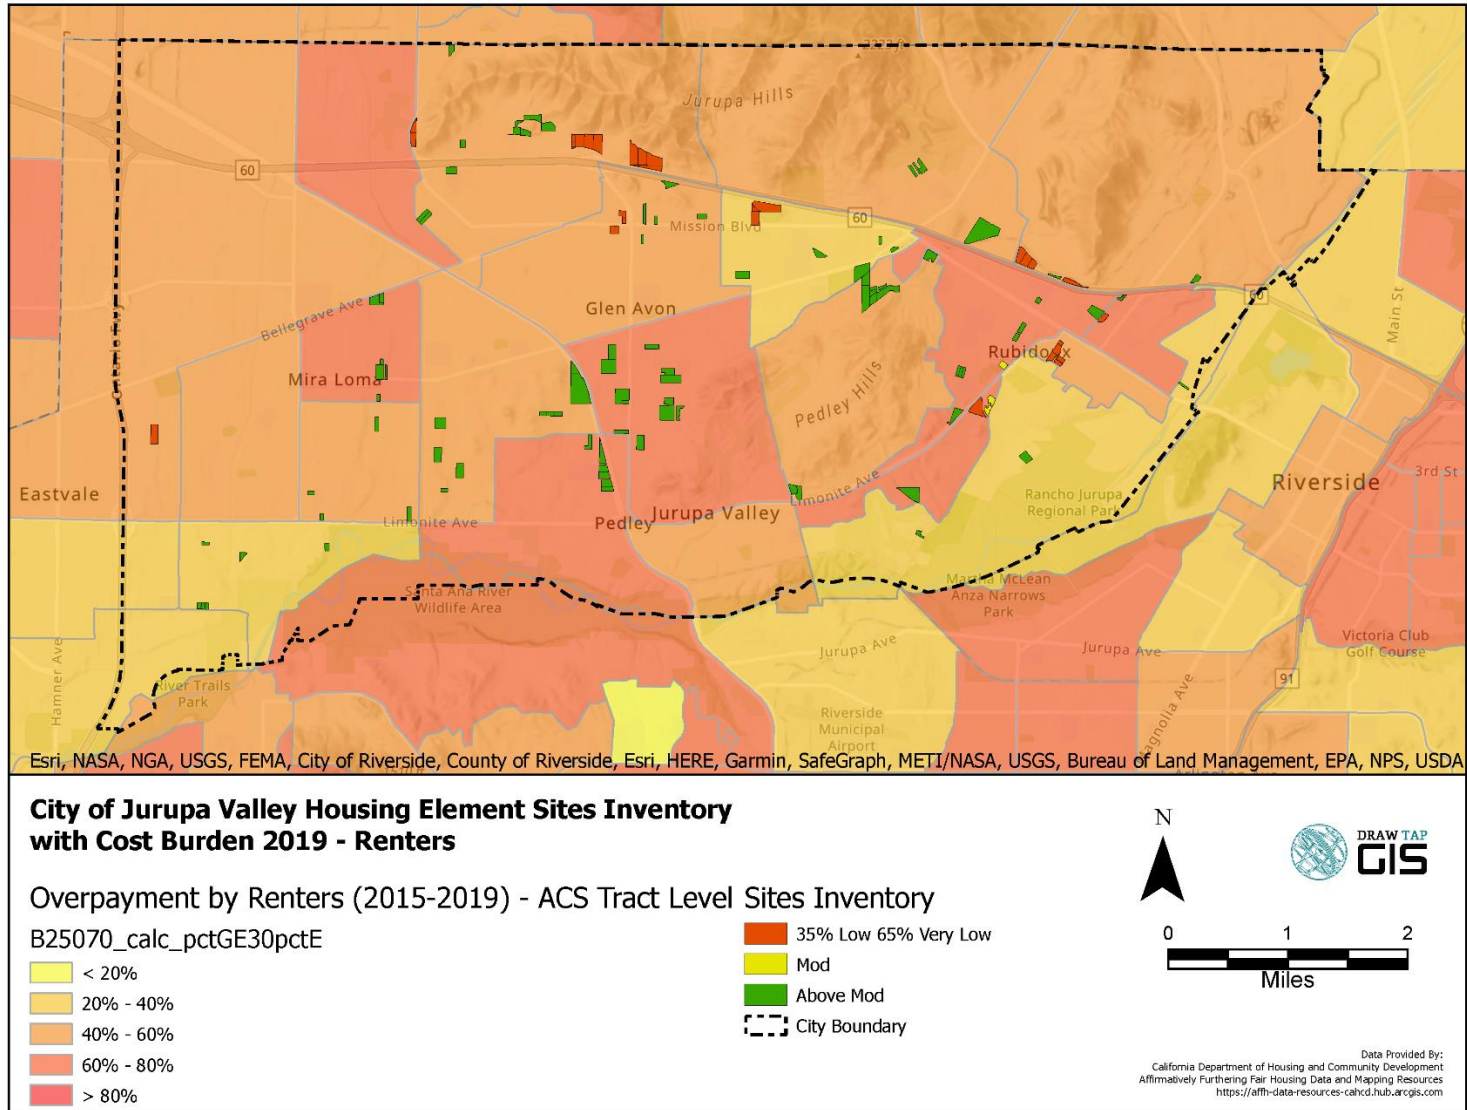 2223 ft
Jurupa Hills
60
60
Mission Blvd
60
Main St
Glen Avon
Bellegrave Ave
Mira Loma
Rubidoux
Pedley Hills
Eastvale
Riverside
3rd St
Limonite Ave
Limonite Ave
Rancho Jurupa
Regional Park
Pedley
Jurupa Valley
Santa Ana River
Wildlife Area
Martha McLean
Anza Narrows
Park
Hamner Ave
River Trails
Park
Jurupa Ave
Jurupa Ave
Victoria Club
Golf Course
91
Magnolia Ave
Riverside
Municipal
Airport
Esri, NASA, NGA, USGS, FEMA, City of Riverside, County of Riverside, Esri, HERE, Garmin, SafeGraph, METI/NASA, USGS, Bureau of Land Management, EPA, NPS, USDA
City of Jurupa Valley Housing Element Sites Inventory
with Cost Burden 2019 - Renters
Overpayment by Renters (2015-2019) - ACS Tract Level
B25070_calc_pctGE30pctE
< 20%
20% - 40%
40% - 60%
60% - 80%
> 80%
Sites Inventory
35% Low 65% Very Low
Mod
Above Mod
City Boundary
N
DRAW TAP
GIS
0 1 2
Miles
Data Provided By:
California Department of Housing and Community Development
Affirmatively Furthering Fair Housing Data and Mapping Resources
https://affh-data-resources-cahcd.hub.arcgis.com